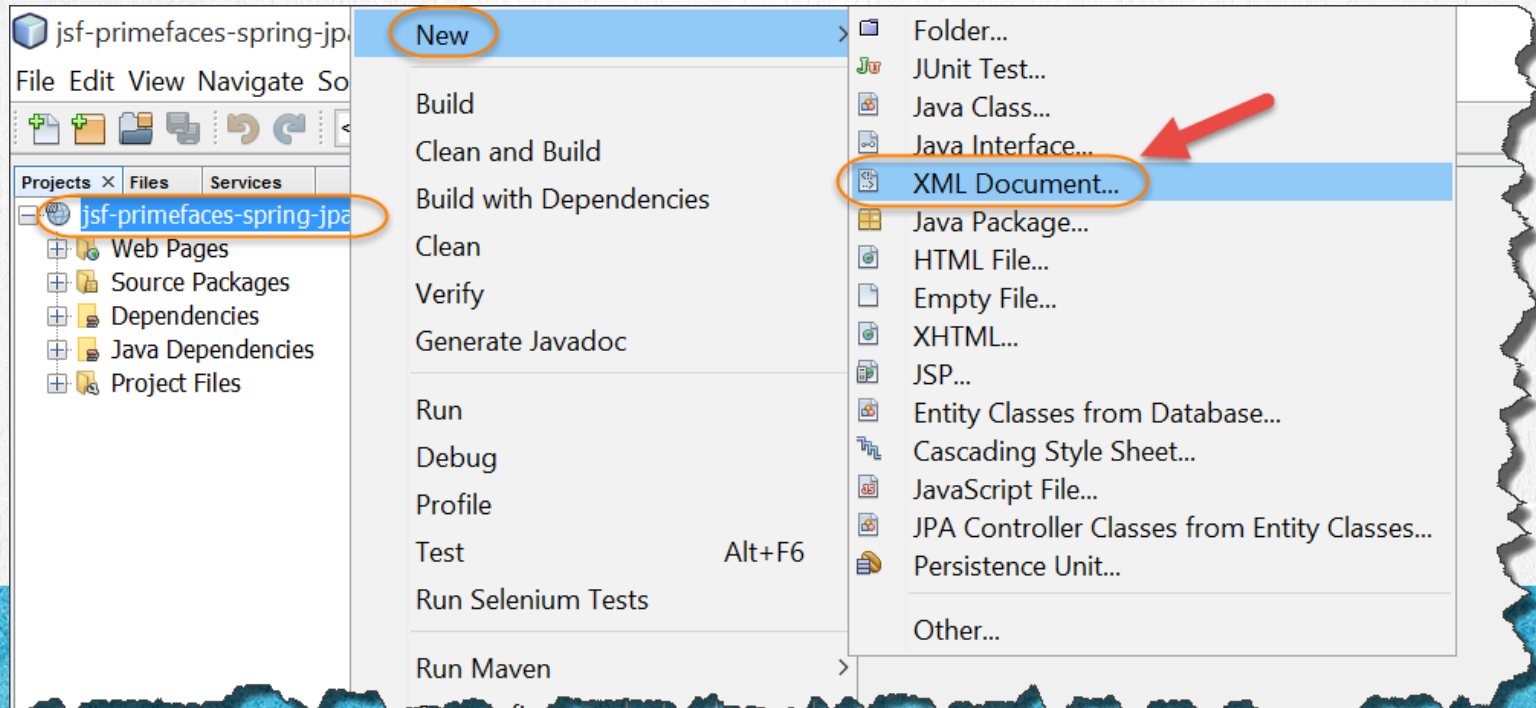 jsf-primefaces-spring-jpa
File Edit View Navigate So
Projects × Files Services
jsf-primefaces-spring-jpa
Web Pages
Source Packages
Dependencies
Java Dependencies
Project Files
New
Build
Clean and Build
Build with Dependencies
Clean
Verify
Generate Javadoc
Run
Debug
Profile
Test Alt+F6
Run Selenium Tests
Run Maven
Folder...
JUnit Test...
Java Class...
Java Interface...
XML Document...
Java Package...
HTML File...
Empty File...
XHTML...
JSP...
Entity Classes from Database...
Cascading Style Sheet...
JavaScript File...
JPA Controller Classes from Entity Classes...
Persistence Unit...
Other...